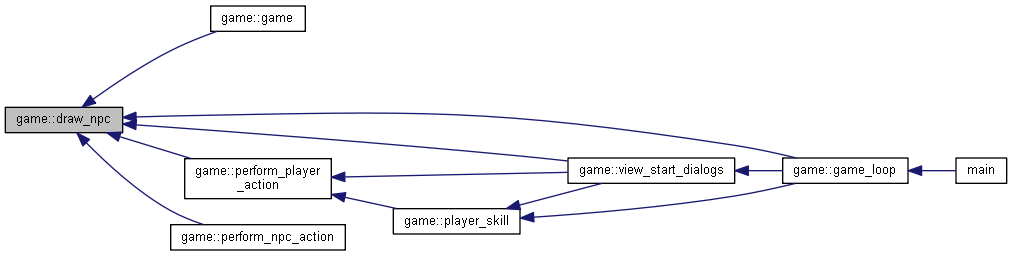 game::game
game::draw_npc
game::perform_player
_action
game::view_start_dialogs
game::game_loop
main
game::player_skill
game::perform_npc_action